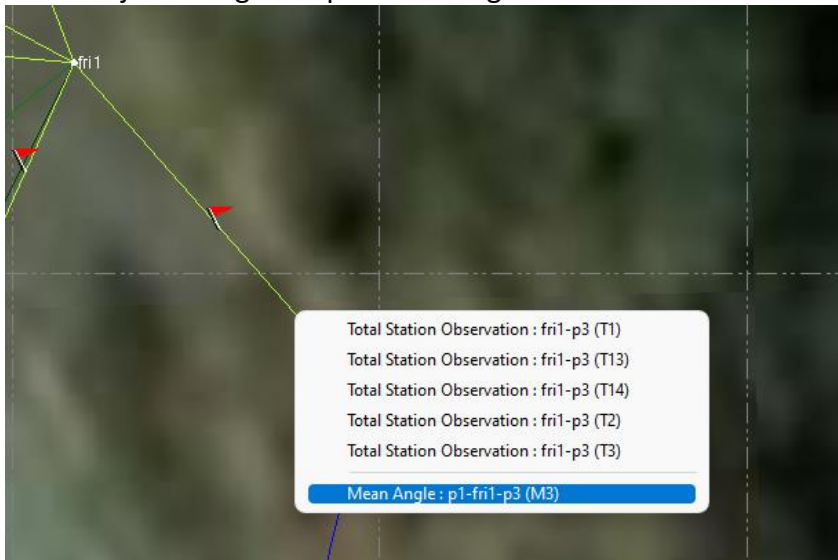 fri1
Total Station Observation : fri1-p3 (T1)
Total Station Observation : fri1-p3 (T13)
Total Station Observation : fri1-p3 (T14)
Total Station Observation : fri1-p3 (T2)
Total Station Observation : fri1-p3 (T3)
Mean Angle : p1-fri1-p3 (M3)